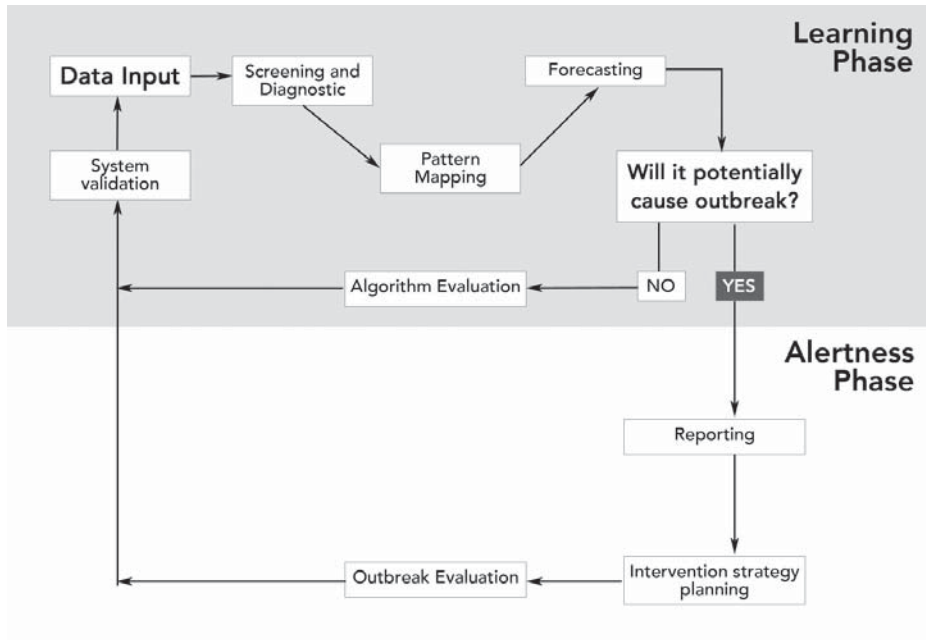 Learning
Phase
Data Input
Screening and
Diagnostic
Forecasting
System
validation
Pattern
Mapping
Will it potentially
cause outbreak?
Algorithm Evaluation
NO
YES
Alertness
Phase
Reporting
Outbreak Evaluation
Intervention strategy
planning